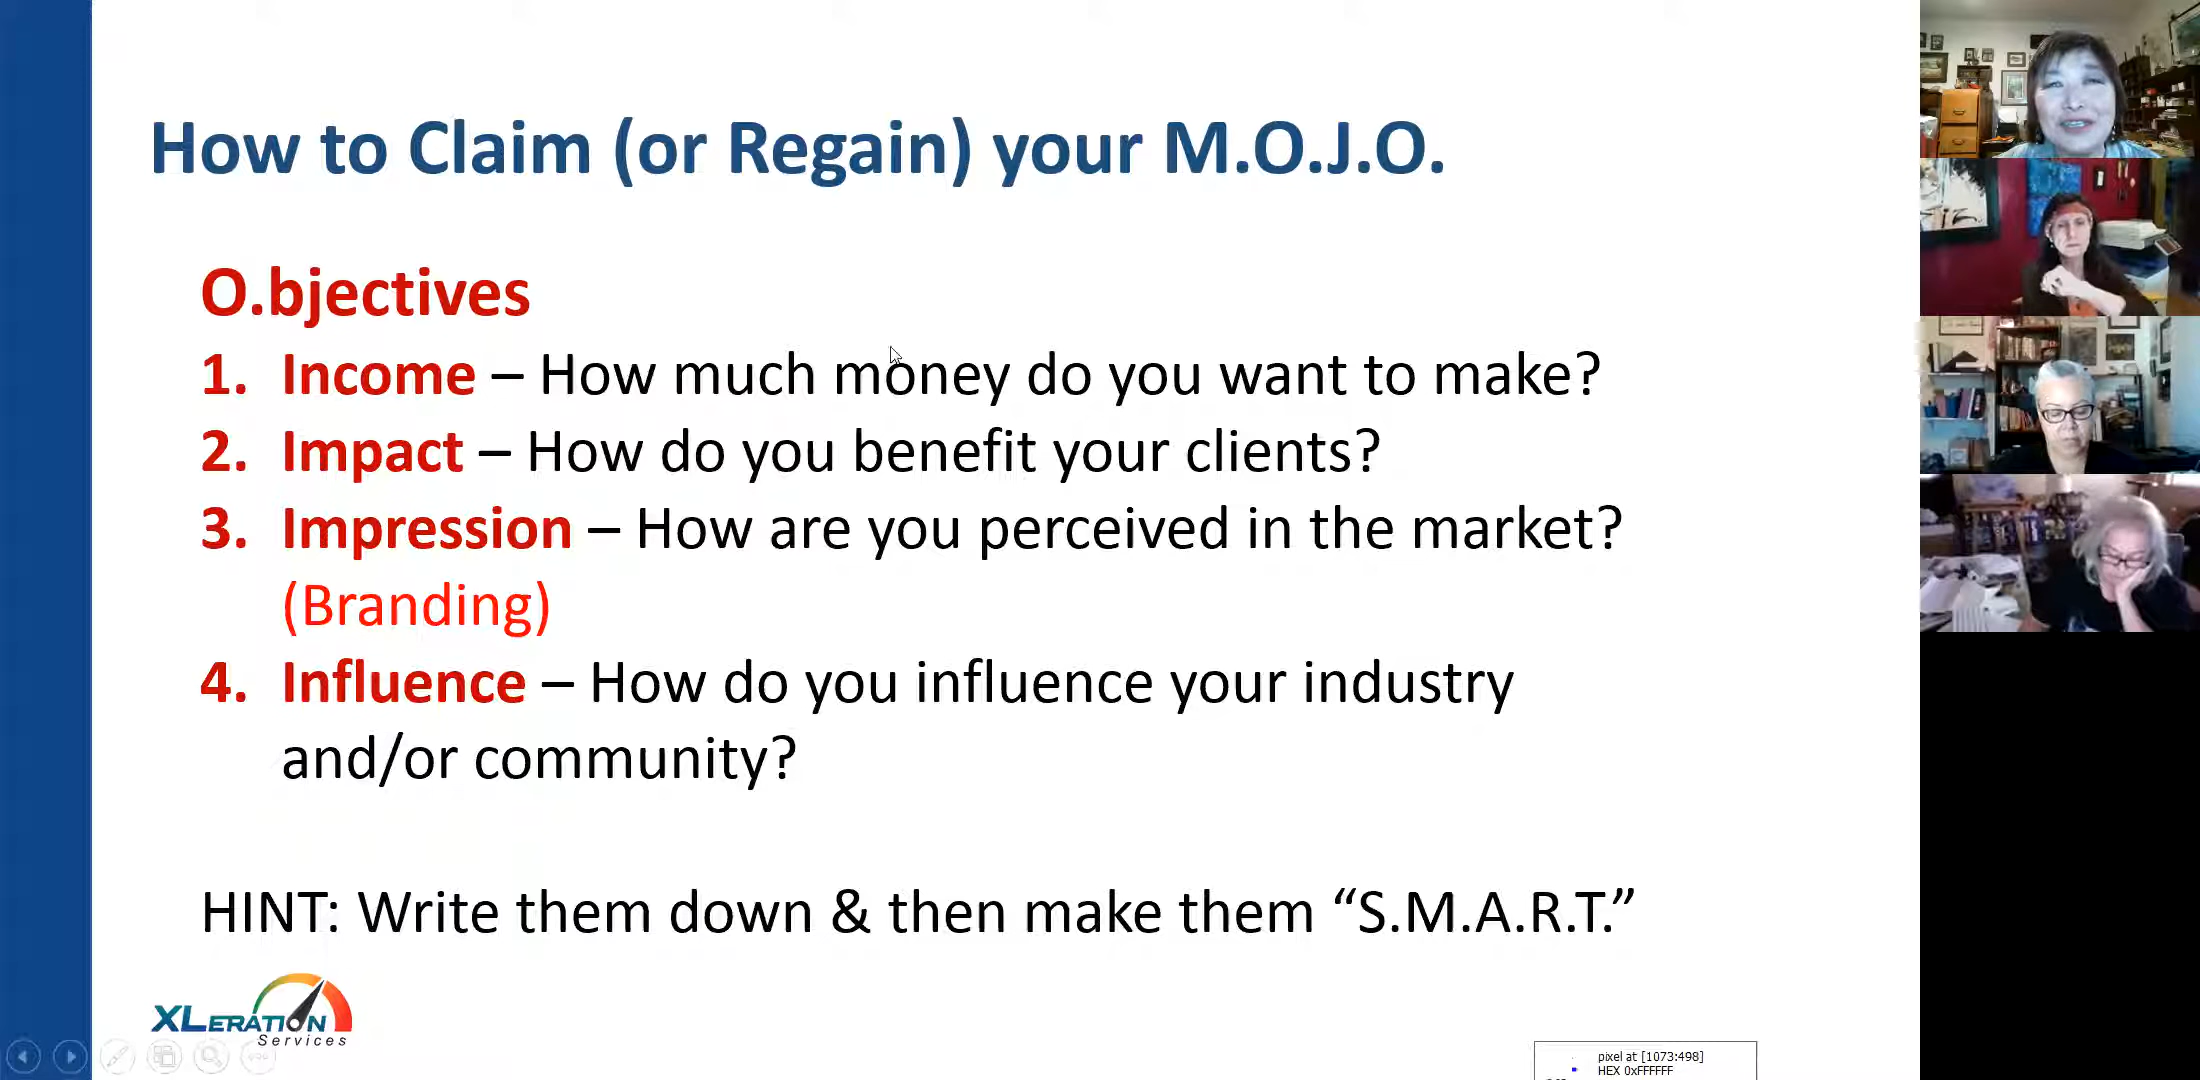 How to Claim (or Regain) your M.O.J.O.
O.bjectives
1. Income – How much money do you want to make?
2. Impact – How do you benefit your clients?
3. Impression – How are you perceived in the market?
(Branding)
4. Influence – How do you influence your industry
and/or community?
HINT: Write them down & then make them “S.M.A.R.T.”
XLERATION
Services
pixel at [1073:498]
HEX 0xFFFFFF